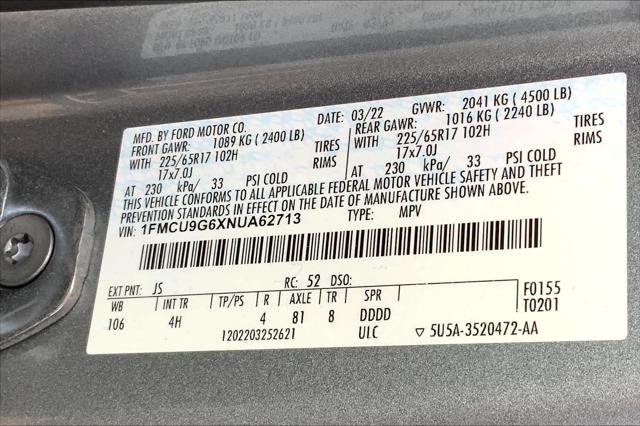 MFD. BY FORD MOTOR CO.
DATE: 03/22 GVWR: 2041 KG ( 4500 LB)
FRONT GAWR: 1089 KG ( 2400 LB) REAR GAWR: 1016 KG ( 2240 LB)
WITH 225/65R17 102H TIRES WITH 225/65R17 102H TIRES
17x7.0J RIMS 17x7.0J RIMS
AT 230 kPa/ 33 PSI COLD AT 230 kPa/ 33 PSI COLD
THIS VEHICLE CONFORMS TO ALL APPLICABLE FEDERAL MOTOR VEHICLE SAFETY AND THEFT
PREVENTION STANDARDS IN EFFECT ON THE DATE OF MANUFACTURE SHOWN ABOVE.
VIN: 1FMCU9G6XNUA62713 TYPE: MPV
EXT PNT: JS RC: 52 DSO:
WB INT TR TP/PS R AXLE TR SPR F0155
106 4H 4 81 8 DDDD T0201
1202203252621 ULC ▽ 5U5A-3520472-AA